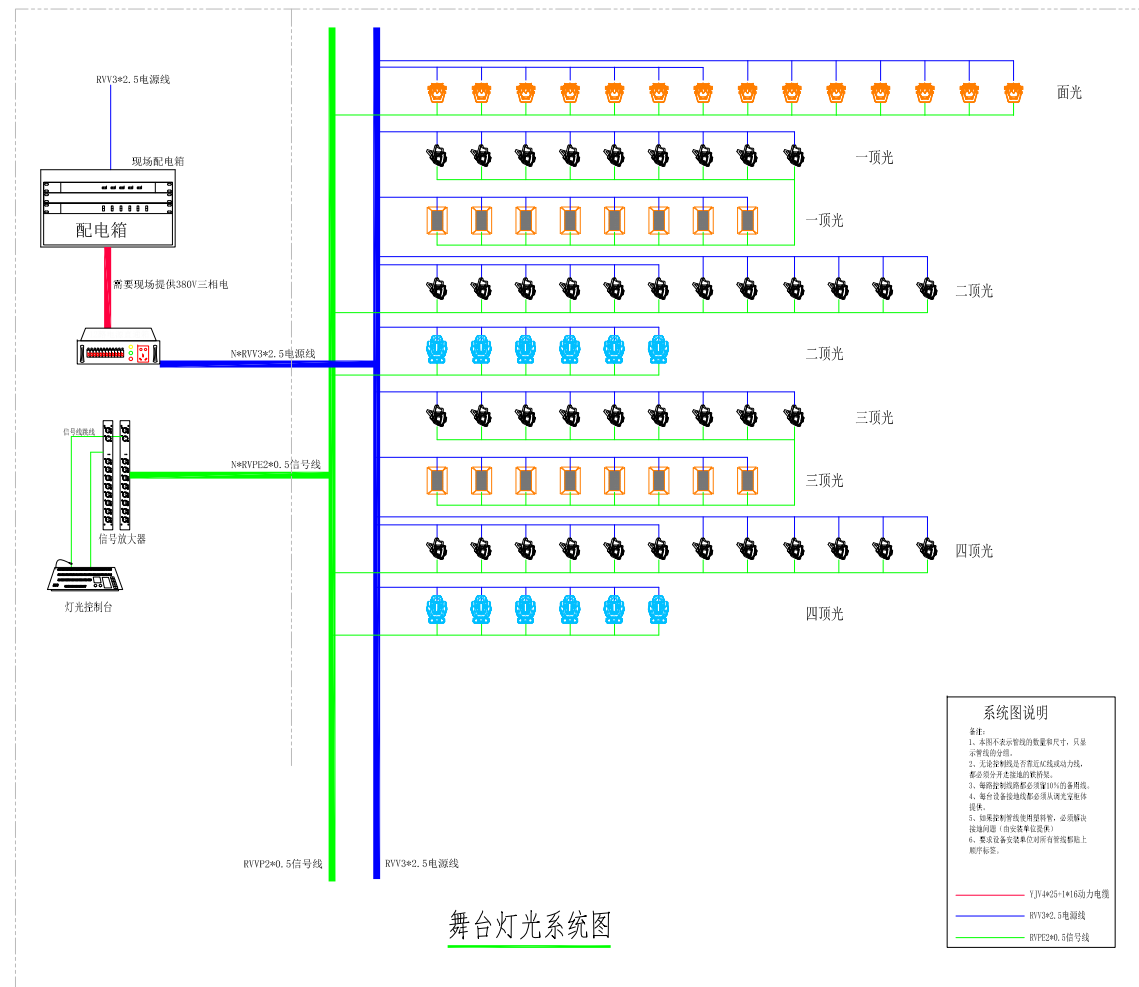 RVV3*2.5电源线
现场配电箱
配电箱
需要现场提供380V三相电
N*RVV3*2.5电源线
信号线跳线
N*RVPE2*0.5信号线
信号放大器
灯光控制台
面光
一顶光
一顶光
二顶光
二顶光
三顶光
三顶光
四顶光
四顶光
RVVP2*0.5信号线
RVV3*2.5电源线
舞台灯光系统图
系统图说明
备注:
1、本图不表示管线的数量和尺寸, 只显
示管线的分组。
2、无论控制线是否靠近AC线或动力线,
都必须分开走接地的铁桥架。
3、每路控制线路都必须留10%的备用线。
4、每台设备接地线都必须从调光室柜体
提供。
5、如果控制管线使用塑料管, 必须解决
接地问题 (由安装单位提供)
6、要求设备安装单位对所有管线都贴上
顺序标签。
YJV4*25+1*16动力电缆
RVV3*2.5电源线
RVPE2*0.5信号线